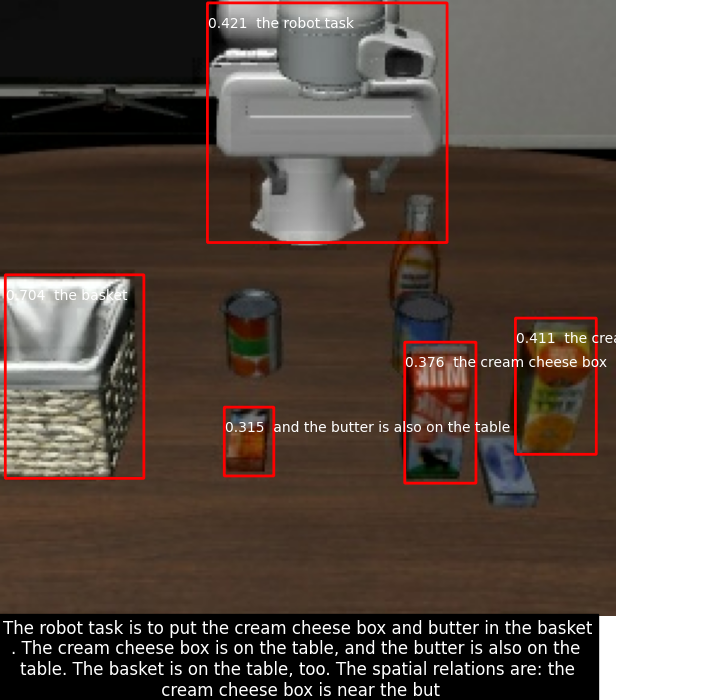 0.421 the robot task
0.704 the basket
0.411 the crea
0.376 the cream cheese box
0.315 and the butter is also on the table
The robot task is to put the cream cheese box and butter in the basket
. The cream cheese box is on the table, and the butter is also on the
table. The basket is on the table, too. The spatial relations are: the
cream cheese box is near the but